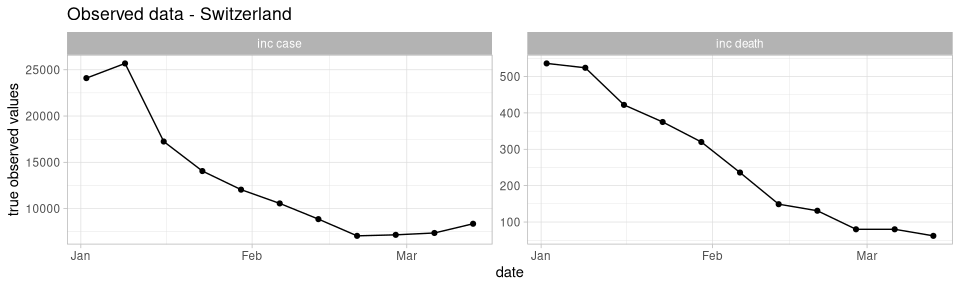 Observed data - Switzerland
inc case
inc death
true observed values
25000
20000
15000
10000
500
400
300
200
100
Jan
Feb
Mar
Jan
Feb
Mar
date